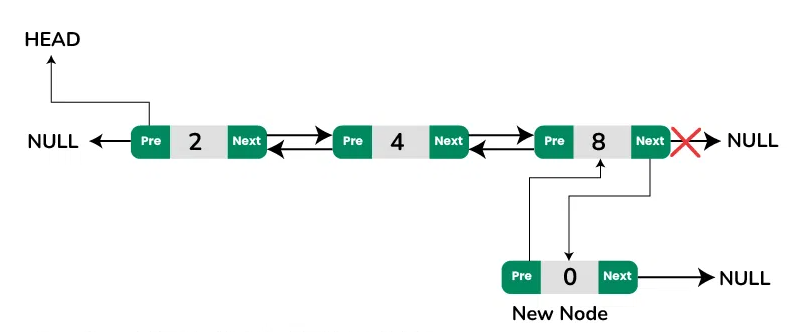 HEAD
NULL Pre 2 Next Pre 4 Next Pre 8 Next NULL
Pre 0 Next NULL
New Node